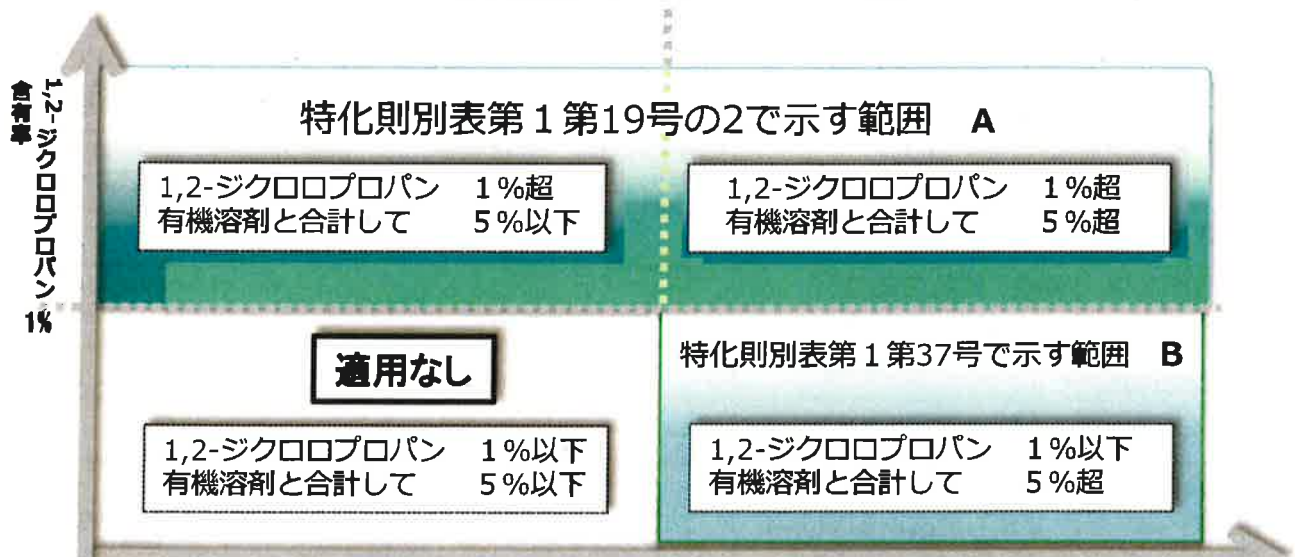 1,2-ジクロロプロパン
含有率
1%
特化則別表第１第19号の2で示す範囲　A
1,2-ジクロロプロパン　１％超
有機溶剤と合計して　５％以下
1,2-ジクロロプロパン　１％超
有機溶剤と合計して　５％超
適用なし
1,2-ジクロロプロパン　１％以下
有機溶剤と合計して　５％以下
特化則別表第１第37号で示す範囲　B
1,2-ジクロロプロパン　１％以下
有機溶剤と合計して　５％超